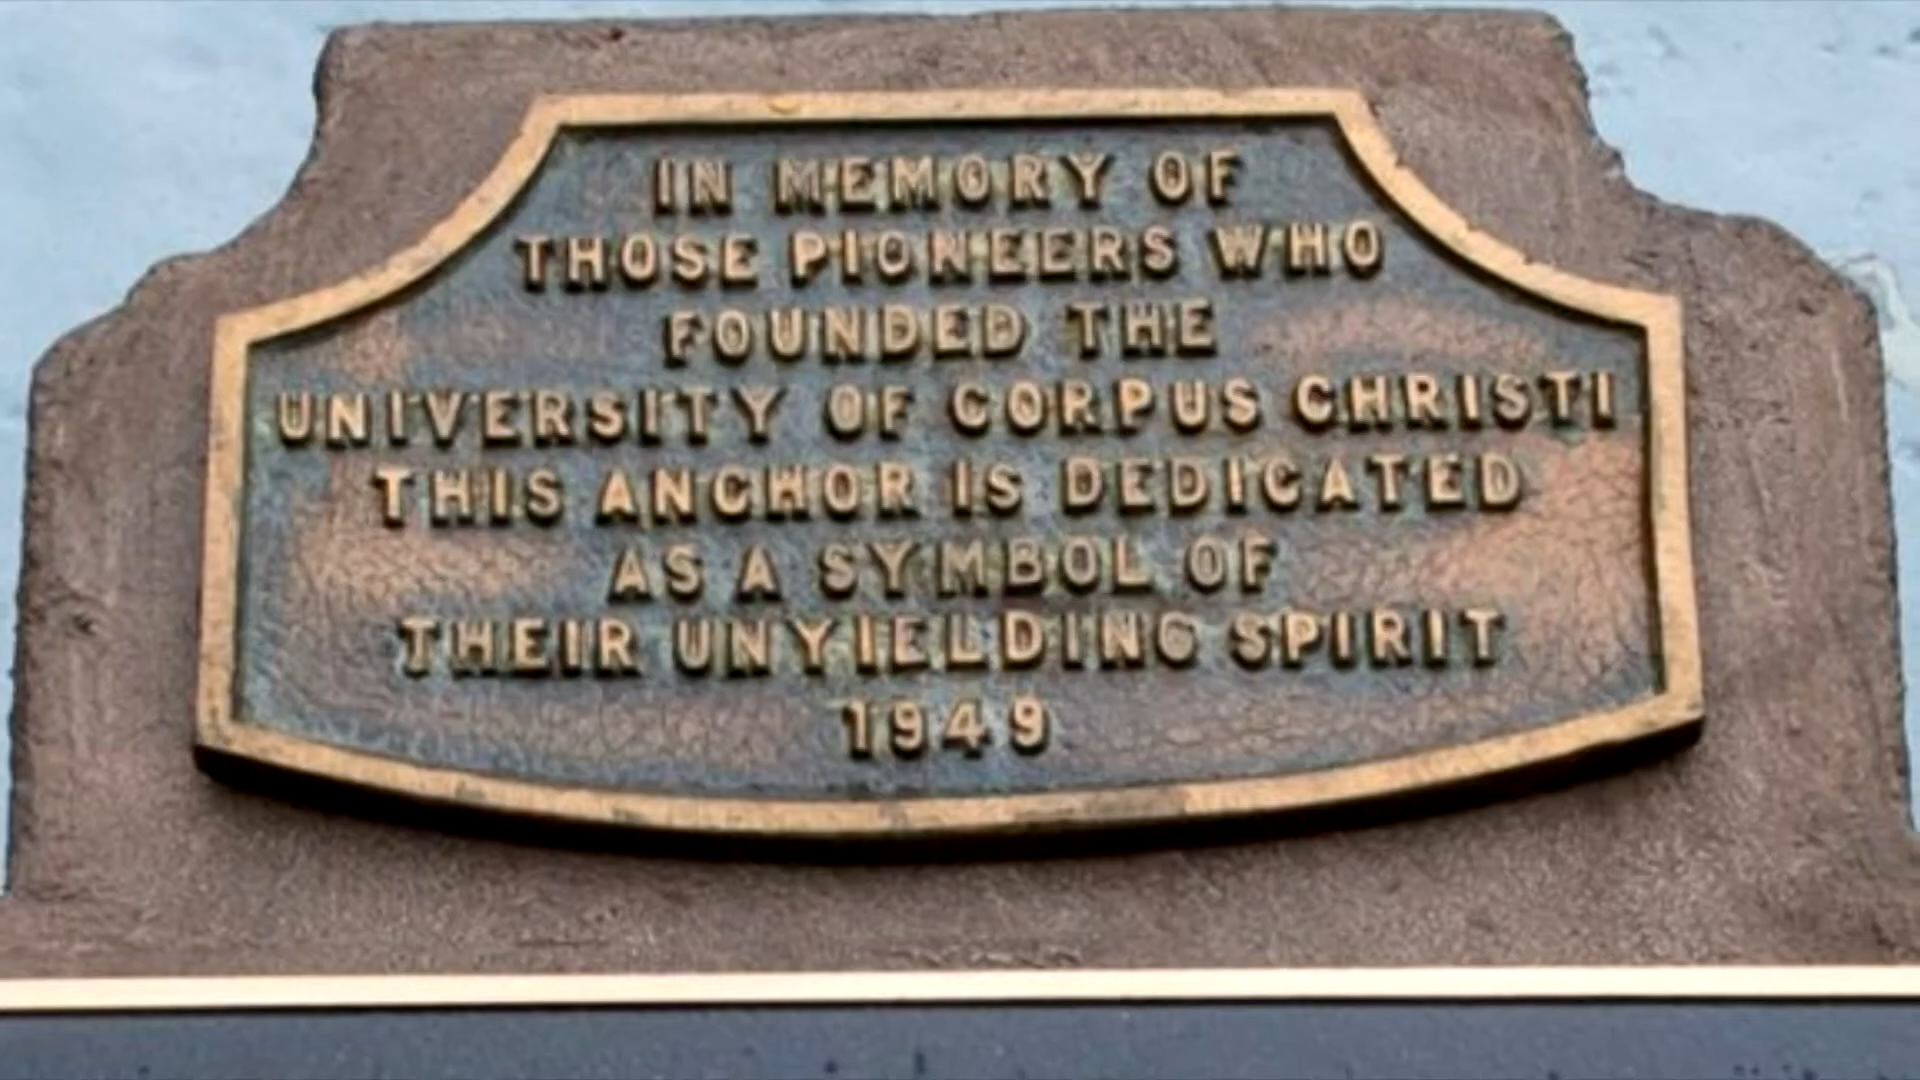 IN MEMORY OF
THOSE PIONEERS WHO
FOUNDED THE
UNIVERSITY OF CORPUS CHRISTI
THIS ANCHOR IS DEDICATED
AS A SYMBOL OF
THEIR UNYIELDING SPIRIT
1949